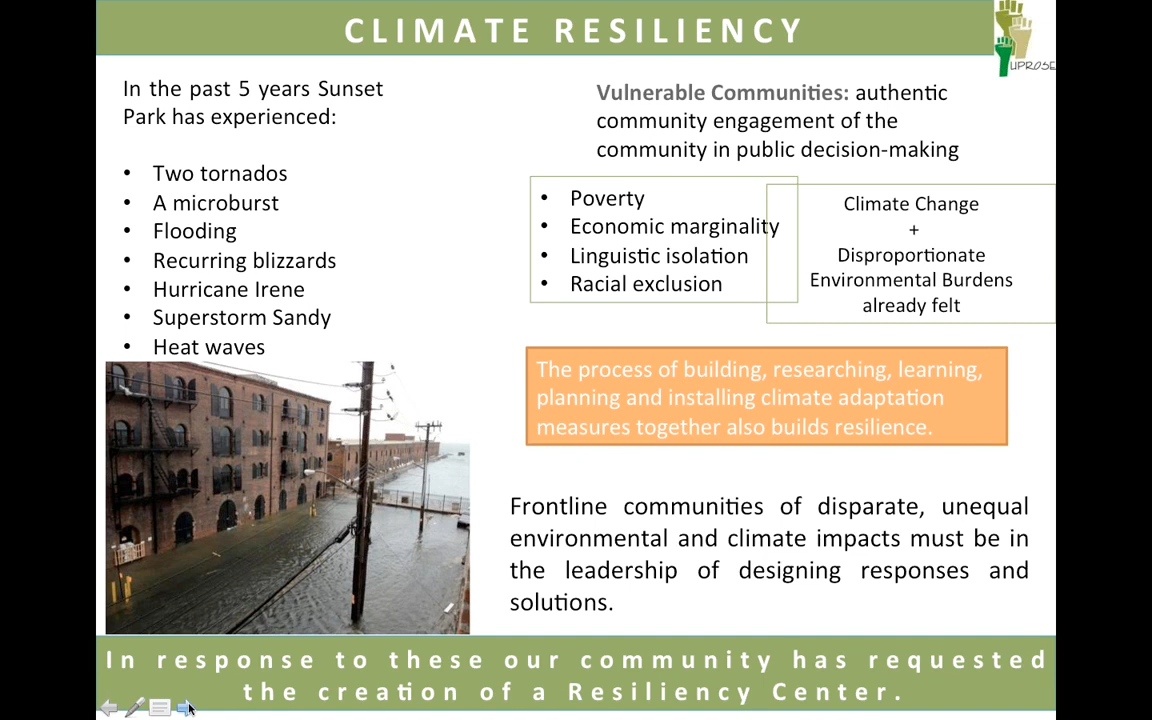 CLIMATE RESILIENCY
UPROSE
In the past 5 years Sunset
Park has experienced:
• Two tornados
• A microburst
• Flooding
• Recurring blizzards
• Hurricane Irene
• Superstorm Sandy
• Heat waves
Vulnerable Communities: authentic
community engagement of the
community in public decision-making
• Poverty
• Economic marginality
• Linguistic isolation
• Racial exclusion
Climate Change
+
Disproportionate
Environmental Burdens
already felt
The process of building, researching, learning,
planning and installing climate adaptation
measures together also builds resilience.
Frontline communities of disparate, unequal
environmental and climate impacts must be in
the leadership of designing responses and
solutions.
In response to these our community has requested
the creation of a Resiliency Center.